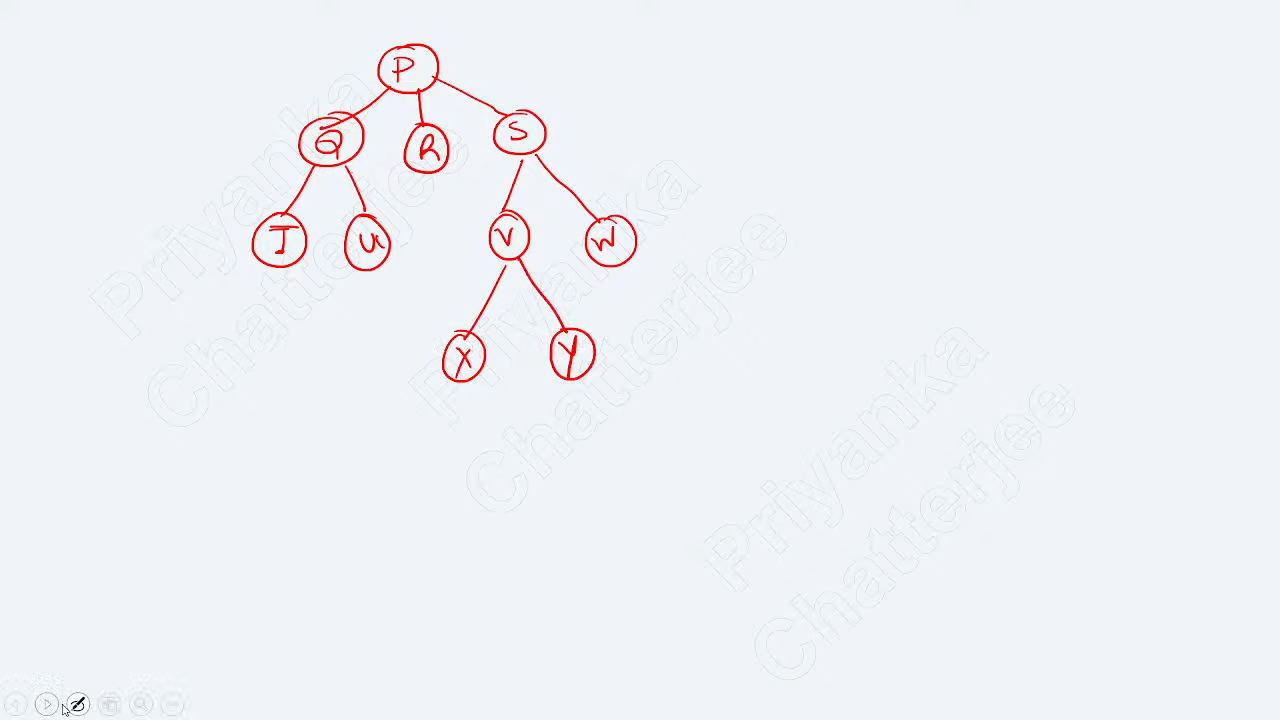 P
Q R S
T U V W
X Y
Priyanka
Chatterjee
Priyanka
Chatterjee
Priyanka
Chatterjee